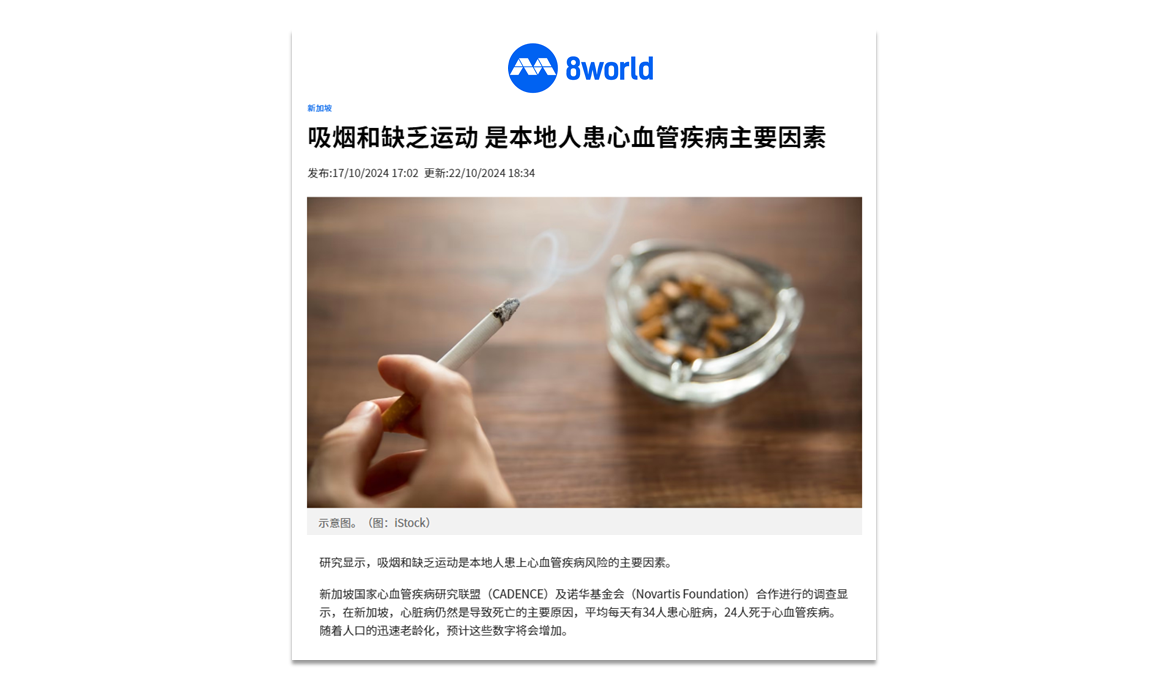 8world
新加坡
吸烟和缺乏运动 是本地人患心血管疾病主要因素
发布:17/10/2024 17:02 更新:22/10/2024 18:34
示意图。（图：iStock）
研究显示，吸烟和缺乏运动是本地人患上心血管疾病风险的主要因素。
新加坡国家心血管疾病研究联盟（CADENCE）及诺华基金会（Novartis Foundation）合作进行的调查显
示，在新加坡，心脏病仍然是导致死亡的主要原因，平均每天有34人患心脏病，24人死于心血管疾病。
随着人口的迅速老龄化，预计这些数字将会增加。